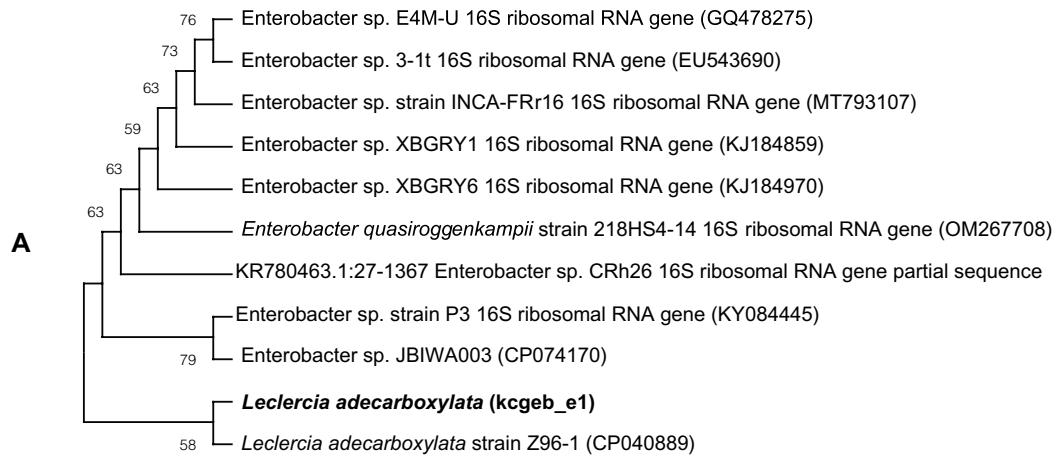 76
Enterobacter sp. E4M-U 16S ribosomal RNA gene (GQ478275)
73
Enterobacter sp. 3-1t 16S ribosomal RNA gene (EU543690)
63
Enterobacter sp. strain INCA-FRr16 16S ribosomal RNA gene (MT793107)
59
Enterobacter sp. XBGRY1 16S ribosomal RNA gene (KJ184859)
63
Enterobacter sp. XBGRY6 16S ribosomal RNA gene (KJ184970)
63
Enterobacter quasiroggenkampii strain 218HS4-14 16S ribosomal RNA gene (OM267708)
A
KR780463.1:27-1367 Enterobacter sp. CRh26 16S ribosomal RNA gene partial sequence
Enterobacter sp. strain P3 16S ribosomal RNA gene (KY084445)
79
Enterobacter sp. JBIWA003 (CP074170)
Leclercia adecarboxylata (kcgeb_e1)
58
Leclercia adecarboxylata strain Z96-1 (CP040889)